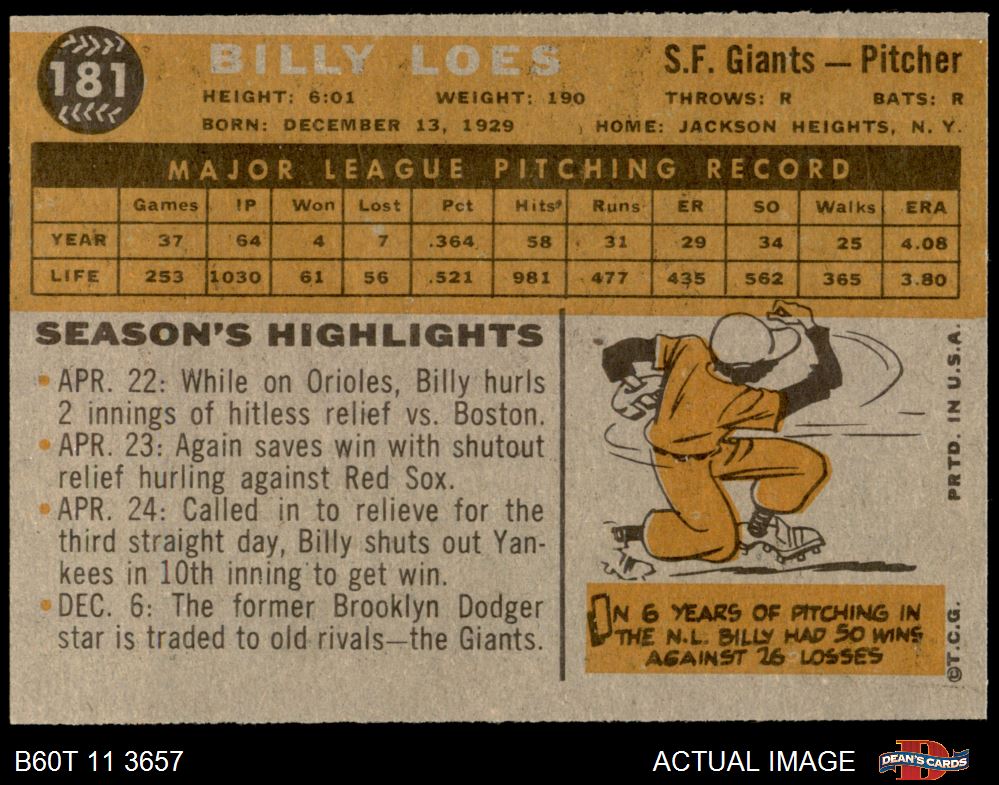 181
BILLY LOES
S.F. Giants — Pitcher
HEIGHT: 6:01 WEIGHT: 190 THROWS: R BATS: R
BORN: DECEMBER 13, 1929 HOME: JACKSON HEIGHTS, N. Y.
MAJOR LEAGUE PITCHING RECORD
Games IP Won Lost Pct Hits Runs ER SO Walks ERA
YEAR 37 64 4 7 .364 58 31 29 34 25 4.08
LIFE 253 1030 61 56 .521 981 477 435 562 365 3.80
SEASON'S HIGHLIGHTS
• APR. 22: While on Orioles, Billy hurls
2 innings of hitless relief vs. Boston.
• APR. 23: Again saves win with shutout
relief hurling against Red Sox.
• APR. 24: Called in to relieve for the
third straight day, Billy shuts out Yan-
kees in 10th inning to get win.
• DEC. 6: The former Brooklyn Dodger
star is traded to old rivals—the Giants.
IN 6 YEARS OF PITCHING IN
THE N.L. BILLY HAD 50 WINS
AGAINST 26 LOSSES
©T.C.G. PRTD. IN U.S.A.
B60T 11 3657
ACTUAL IMAGE
DEAN'S CARDS